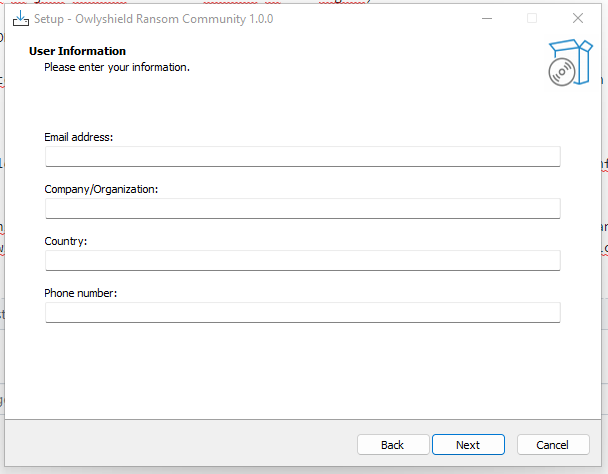 Setup - Owlyshield Ransom Community 1.0.0
User Information
Please enter your information.
Email address:
Company/Organization:
Country:
Phone number:
Back
Next
Cancel